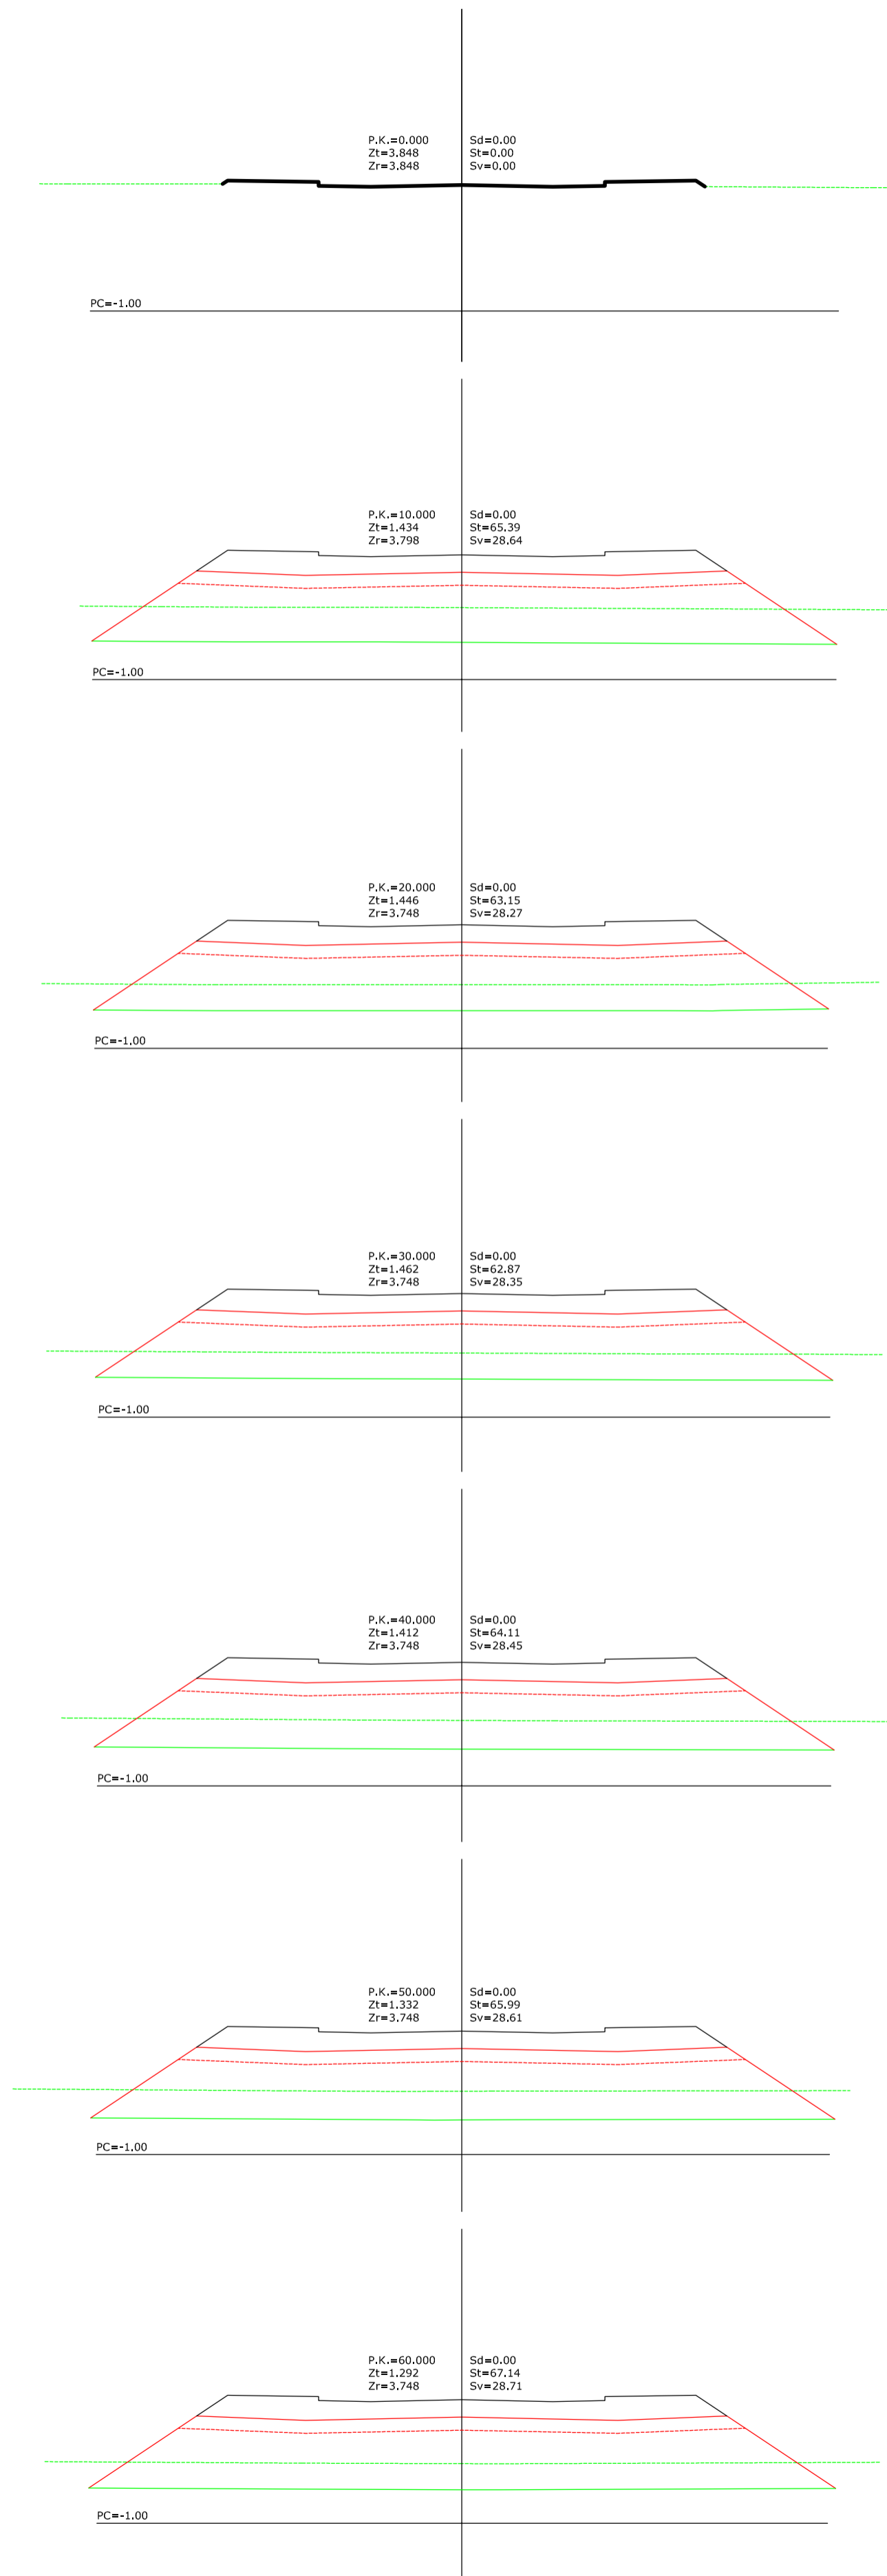 P.K.=0.000 Sd=0.00
Zt=3.848 St=0.00
Zr=3.848 Sv=0.00
PC=-1.00
P.K.=10.000 Sd=0.00
Zt=1.434 St=65.39
Zr=3.798 Sv=28.64
PC=-1.00
P.K.=20.000 Sd=0.00
Zt=1.446 St=63.15
Zr=3.748 Sv=28.27
PC=-1.00
P.K.=30.000 Sd=0.00
Zt=1.462 St=62.87
Zr=3.748 Sv=28.35
PC=-1.00
P.K.=40.000 Sd=0.00
Zt=1.412 St=64.11
Zr=3.748 Sv=28.45
PC=-1.00
P.K.=50.000 Sd=0.00
Zt=1.332 St=65.99
Zr=3.748 Sv=28.61
PC=-1.00
P.K.=60.000 Sd=0.00
Zt=1.292 St=67.14
Zr=3.748 Sv=28.71
PC=-1.00